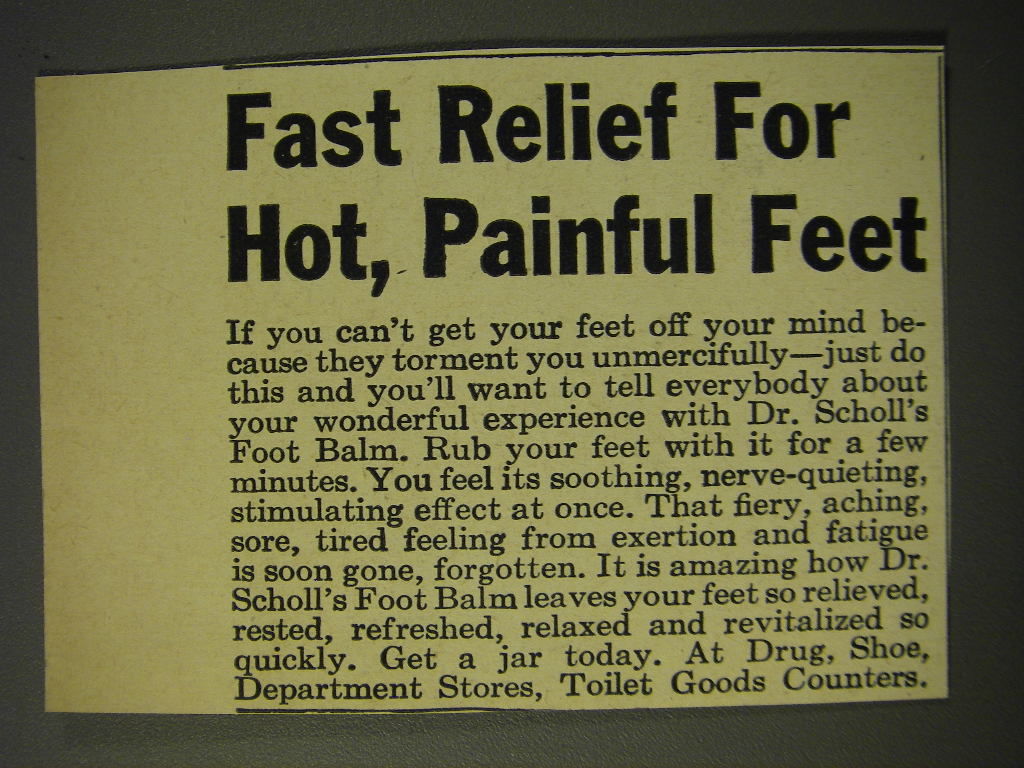 Fast Relief For
Hot, Painful Feet
If you can't get your feet off your mind be-
cause they torment you unmercifully—just do
this and you'll want to tell everybody about
your wonderful experience with Dr. Scholl's
Foot Balm. Rub your feet with it for a few
minutes. You feel its soothing, nerve-quieting,
stimulating effect at once. That fiery, aching,
sore, tired feeling from exertion and fatigue
is soon gone, forgotten. It is amazing how Dr.
Scholl's Foot Balm leaves your feet so relieved,
rested, refreshed, relaxed and revitalized so
quickly. Get a jar today. At Drug, Shoe,
Department Stores, Toilet Goods Counters.